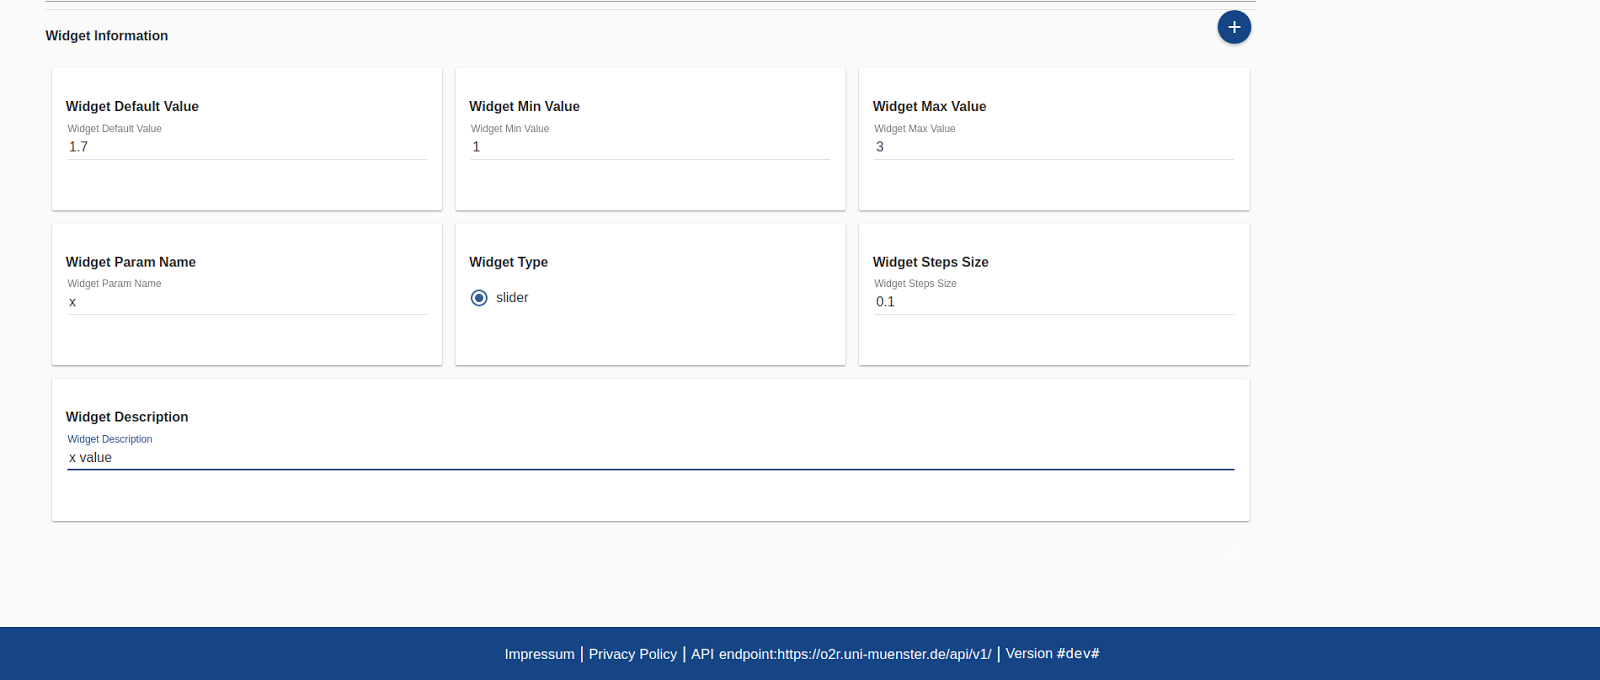 Widget Information
+
Widget Default Value
Widget Default Value
1.7
Widget Min Value
Widget Min Value
1
Widget Max Value
Widget Max Value
3
Widget Param Name
Widget Param Name
x
Widget Type
slider
Widget Steps Size
Widget Steps Size
0.1
Widget Description
Widget Description
x value
Impressum | Privacy Policy | API endpoint:https://o2r.uni-muenster.de/api/v1/ | Version #dev#